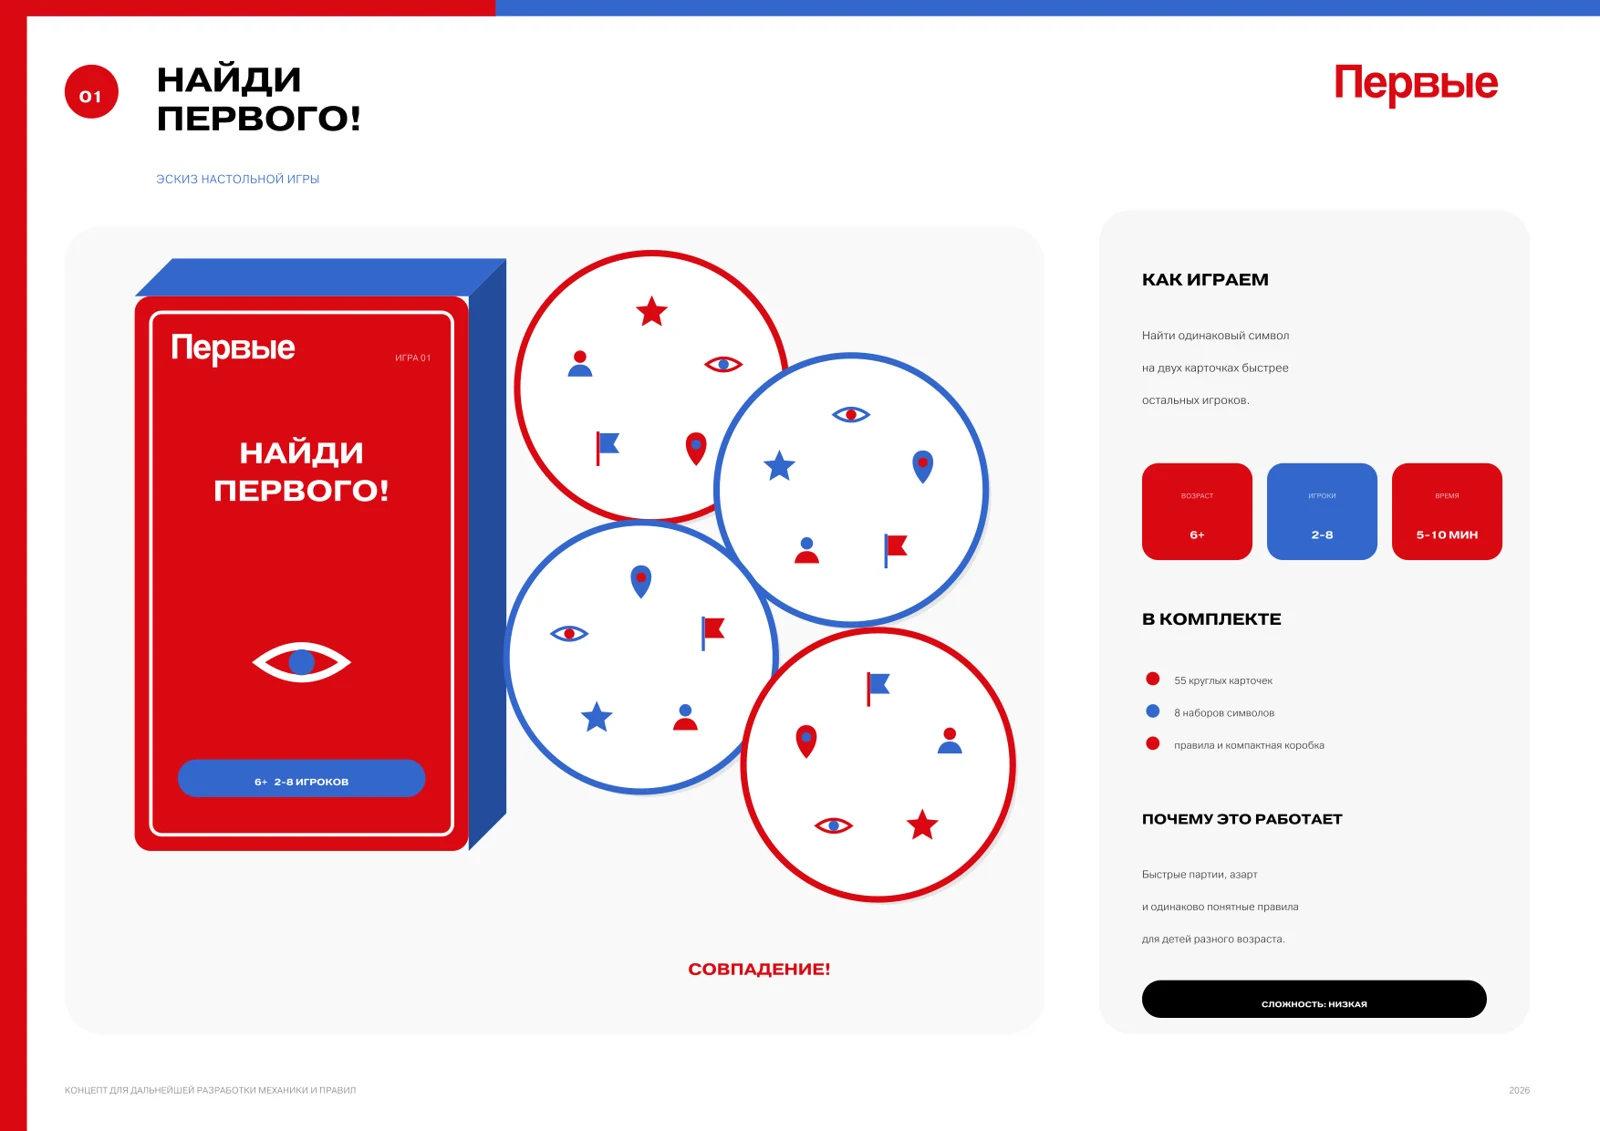 01
НАЙДИ
ПЕРВОГО!
Первые
ЭСКИЗ НАСТОЛЬНОЙ ИГРЫ
Первые
ИГРА 01
НАЙДИ
ПЕРВОГО!
6+ 2-8 ИГРОКОВ
СОВПАДЕНИЕ!
КАК ИГРАЕМ
Найти одинаковый символ
на двух карточках быстрее
остальных игроков.
ВОЗРАСТ
6+
ИГРОКИ
2-8
ВРЕМЯ
5-10 МИН
В КОМПЛЕКТЕ
55 круглых карточек
8 наборов символов
правила и компактная коробка
ПОЧЕМУ ЭТО РАБОТАЕТ
Быстрые партии, азарт
и одинаково понятные правила
для детей разного возраста.
СЛОЖНОСТЬ: НИЗКАЯ
КОНЦЕПТ ДЛЯ ДАЛЬНЕЙШЕЙ РАЗРАБОТКИ МЕХАНИКИ И ПРАВИЛ
2026